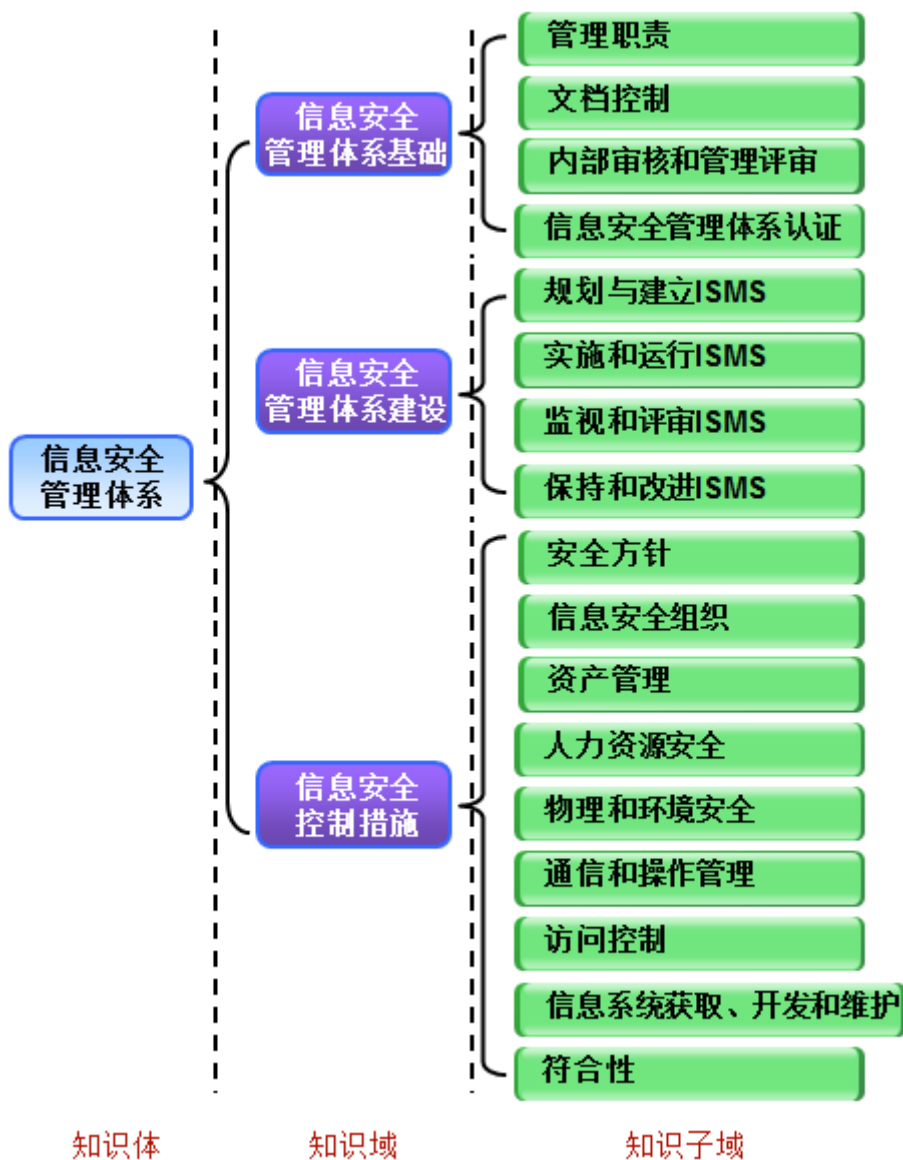 信息安全
管理体系
信息安全
管理体系基础
管理职责
文档控制
内部审核和管理评审
信息安全管理体系认证
信息安全
管理体系建设
规划与建立ISMS
实施和运行ISMS
监视和评审ISMS
保持和改进ISMS
信息安全
控制措施
安全方针
信息安全组织
资产管理
人力资源安全
物理和环境安全
通信和操作管理
访问控制
信息系统获取、开发和维护
符合性
知识体
知识域
知识子域